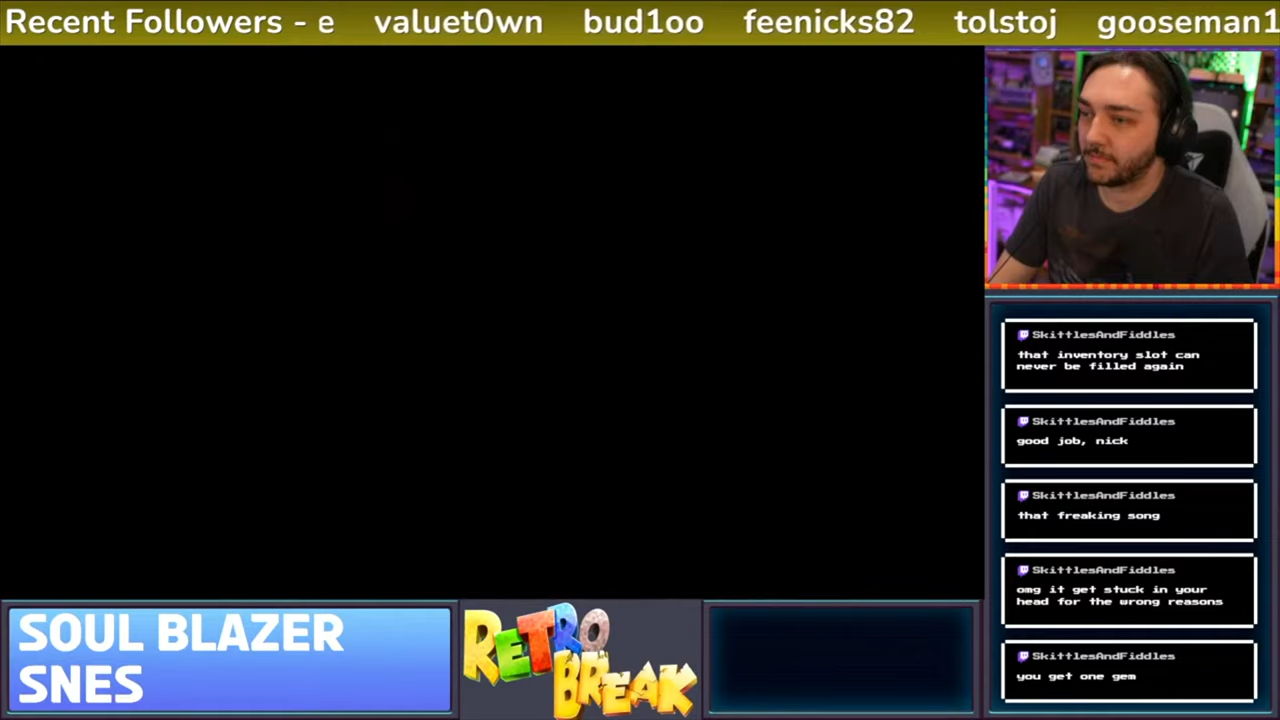 Recent Followers - e valuet0wn bud1oo feenicks82 tolstoj gooseman1
SkittlesAndFiddles
that inventory slot can
never be filled again
SkittlesAndFiddles
good job, nick
SkittlesAndFiddles
that freaking song
SkittlesAndFiddles
omg it get stuck in your
head for the wrong reasons
SkittlesAndFiddles
you get one gem
SOUL BLAZER
SNES
RETRO
BREAK